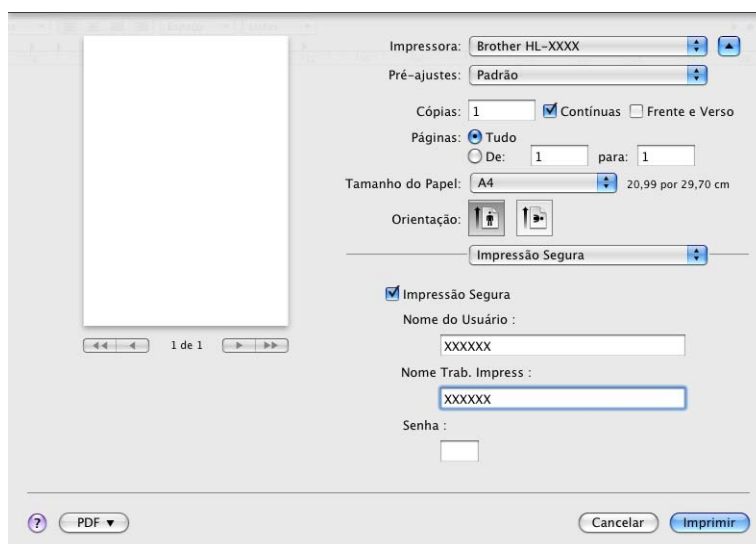 Impressora: Brother HL-XXXX
Pré-ajustes: Padrão
Cópias: 1 Contínuas Frente e Verso
Páginas: Tudo
De: 1 para: 1
Tamanho do Papel: A4 20,99 por 29,70 cm
Orientação:
Impressão Segura
Impressão Segura
Nome do Usuário :
XXXXXX
1 de 1
Nome Trab. Impress :
XXXXXX
Senha :
? PDF Cancelar Imprimir